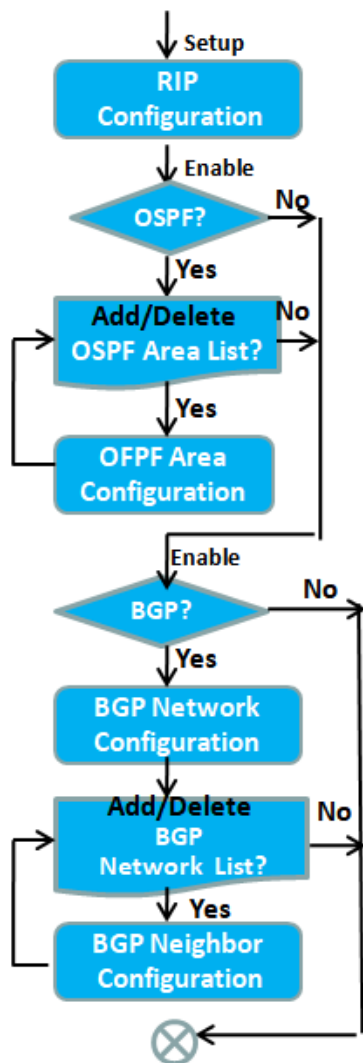 Setup
RIP
Configuration
Enable
OSPF?
No
Yes
Add/Delete
OSPF Area List?
No
Yes
OFPF Area
Configuration
Enable
BGP?
No
Yes
BGP Network
Configuration
Add/Delete
BGP
Network List?
No
Yes
BGP Neighbor
Configuration